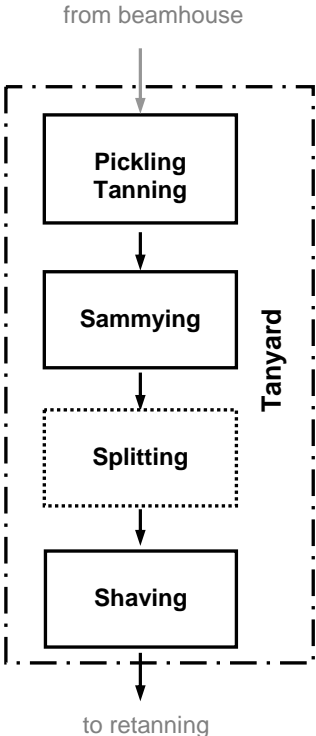 from beamhouse
Pickling
Tanning
Sammying
Tanyard
Splitting
Shaving
to retanning